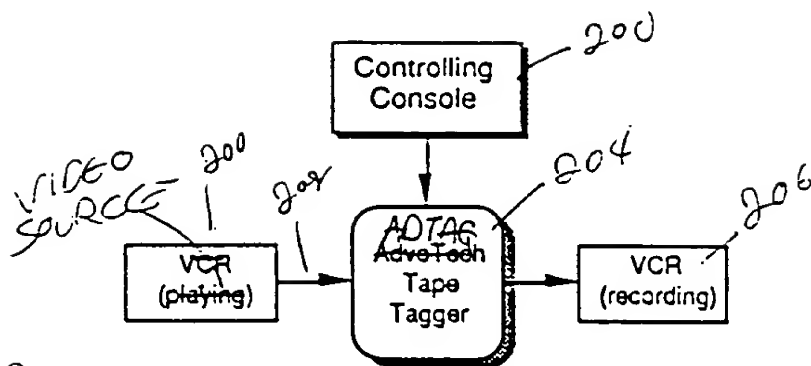 200
Controlling
Console
VIDEO
SOURCE
200
202
204
206
VCR
(playing)
ADTAG
AdvoTech
Tape
Tagger
VCR
(recording)